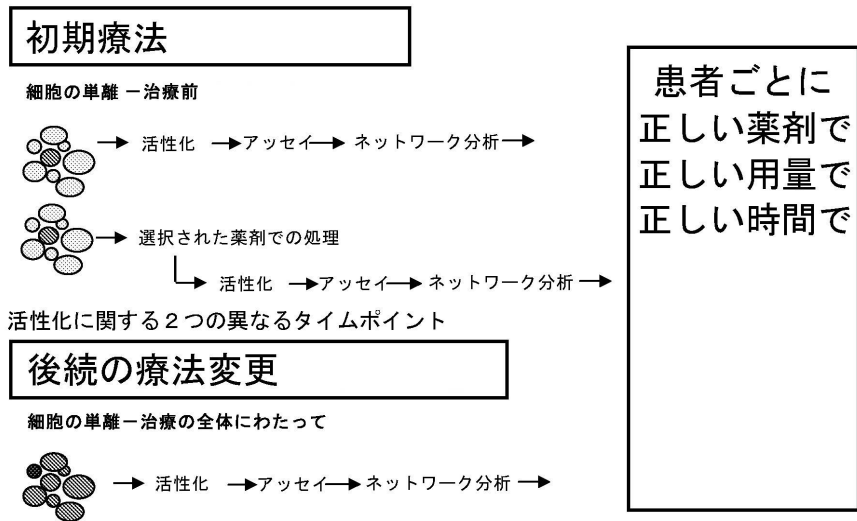 初期療法
細胞の単離 －治療前
活性化 アッセイ ネットワーク分析
選択された薬剤での処理
活性化 アッセイ ネットワーク分析
活性化に関する２つの異なるタイムポイント
後続の療法変更
細胞の単離－治療の全体にわたって
活性化 アッセイ ネットワーク分析
患者ごとに
正しい薬剤で
正しい用量で
正しい時間で